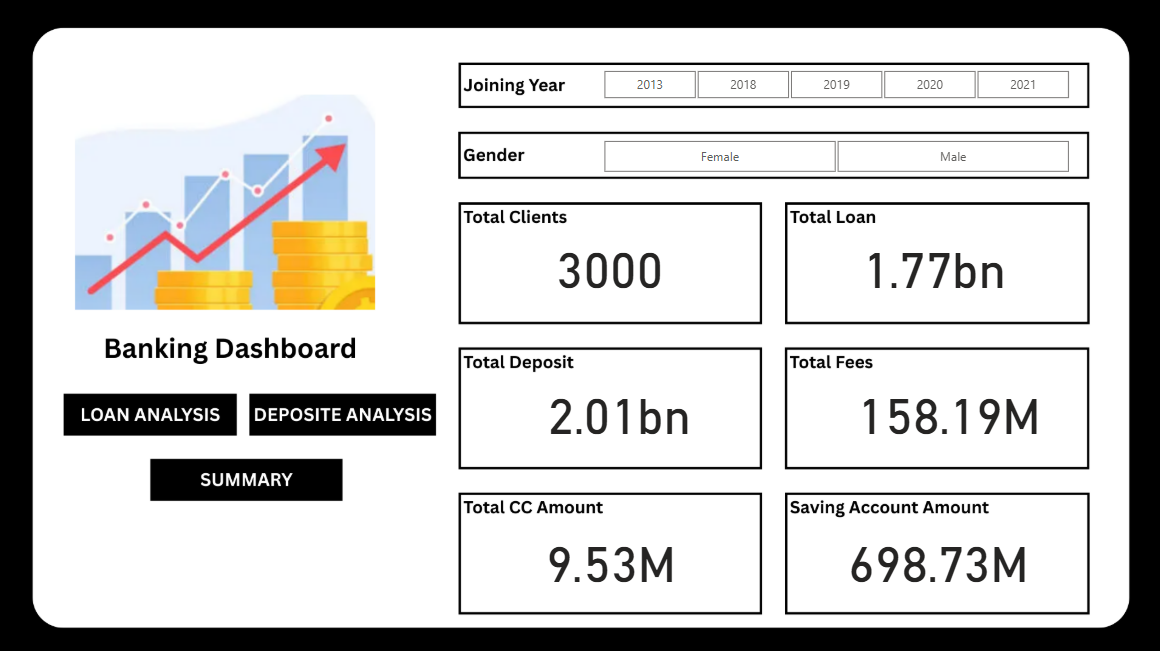 Banking Dashboard
LOAN ANALYSIS
DEPOSITE ANALYSIS
SUMMARY
Joining Year
2013
2018
2019
2020
2021
Gender
Female
Male
Total Clients
3000
Total Loan
1.77bn
Total Deposit
2.01bn
Total Fees
158.19M
Total CC Amount
9.53M
Saving Account Amount
698.73M